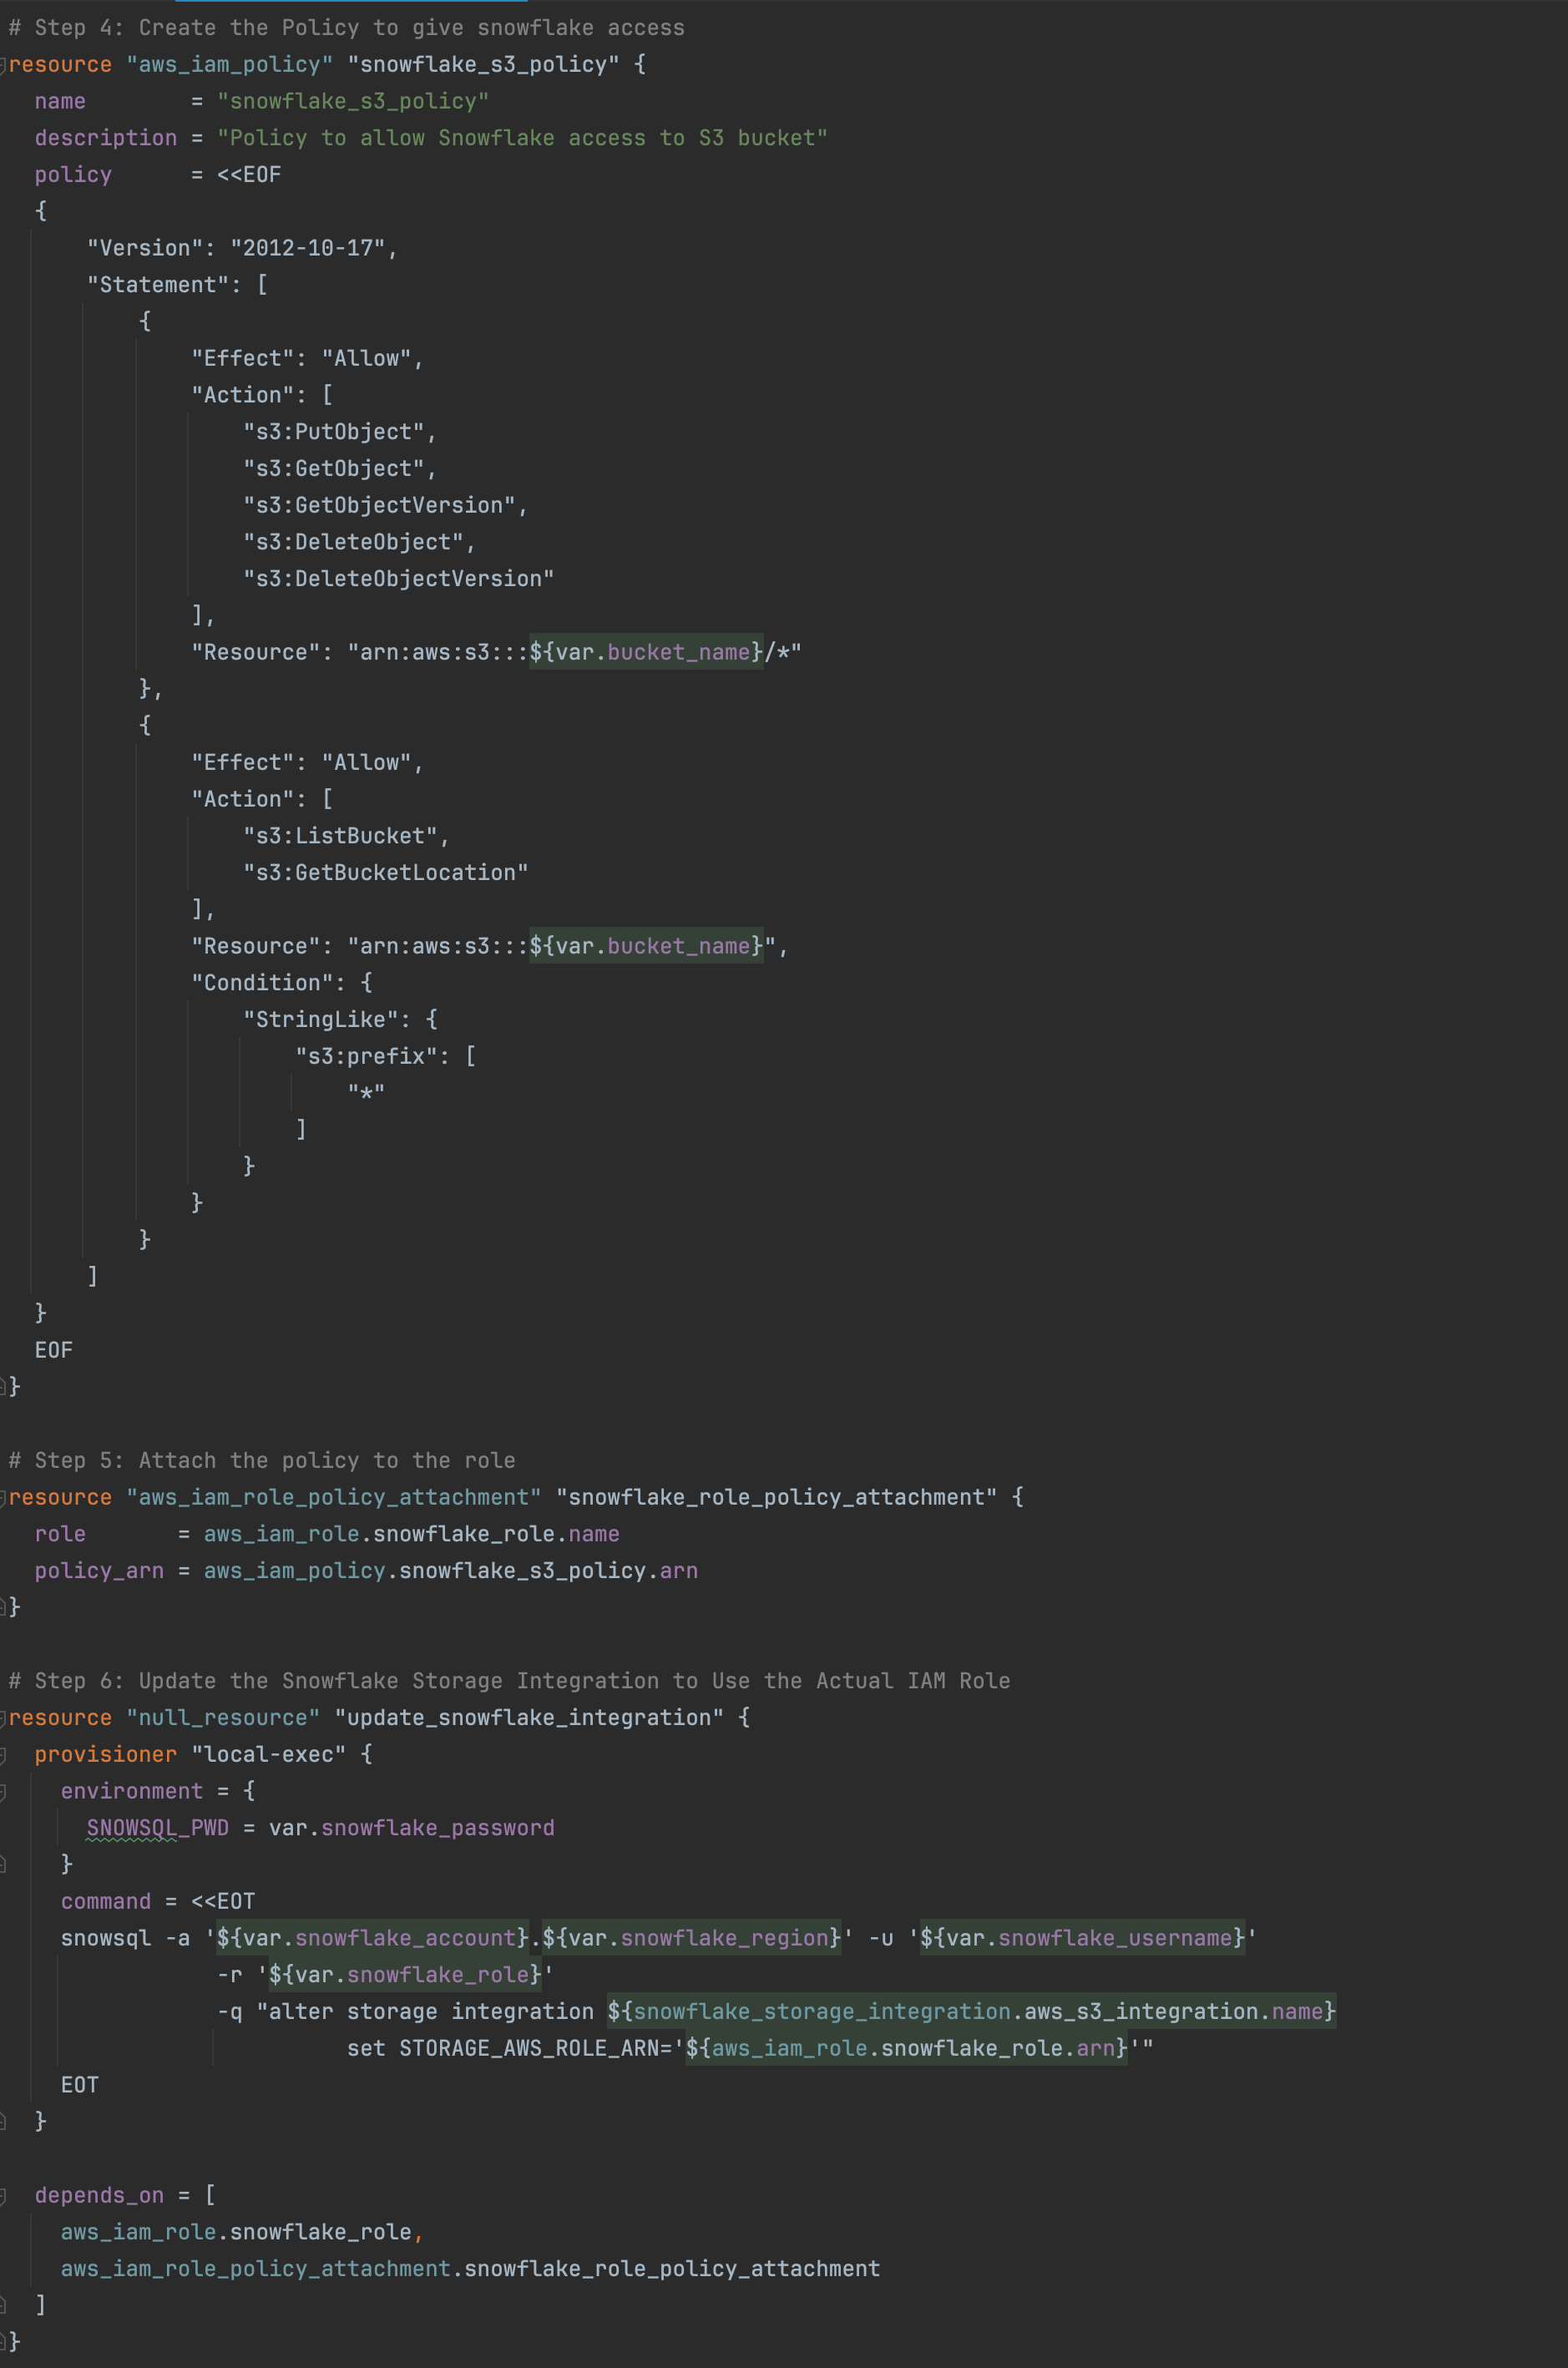 # Step 4: Create the Policy to give snowflake access
resource "aws_iam_policy" "snowflake_s3_policy" {
  name        = "snowflake_s3_policy"
  description = "Policy to allow Snowflake access to S3 bucket"
  policy      = <<EOF
  {
      "Version": "2012-10-17",
      "Statement": [
          {
              "Effect": "Allow",
              "Action": [
                  "s3:PutObject",
                  "s3:GetObject",
                  "s3:GetObjectVersion",
                  "s3:DeleteObject",
                  "s3:DeleteObjectVersion"
              ],
              "Resource": "arn:aws:s3:::${var.bucket_name}/*"
          },
          {
              "Effect": "Allow",
              "Action": [
                  "s3:ListBucket",
                  "s3:GetBucketLocation"
              ],
              "Resource": "arn:aws:s3:::${var.bucket_name}",
              "Condition": {
                  "StringLike": {
                      "s3:prefix": [
                          "*"
                      ]
                  }
              }
          }
      ]
  }
  EOF
}

# Step 5: Attach the policy to the role
resource "aws_iam_role_policy_attachment" "snowflake_role_policy_attachment" {
  role       = aws_iam_role.snowflake_role.name
  policy_arn = aws_iam_policy.snowflake_s3_policy.arn
}

# Step 6: Update the Snowflake Storage Integration to Use the Actual IAM Role
resource "null_resource" "update_snowflake_integration" {
  provisioner "local-exec" {
    environment = {
      SNOWSQL_PWD = var.snowflake_password
    }
    command = <<EOT
    snowsql -a '${var.snowflake_account}.${var.snowflake_region}' -u '${var.snowflake_username}'
                -r '${var.snowflake_role}'
                -q "alter storage integration ${snowflake_storage_integration.aws_s3_integration.name}
                          set STORAGE_AWS_ROLE_ARN='${aws_iam_role.snowflake_role.arn}'"
    EOT
  }

  depends_on = [
    aws_iam_role.snowflake_role,
    aws_iam_role_policy_attachment.snowflake_role_policy_attachment
  ]
}